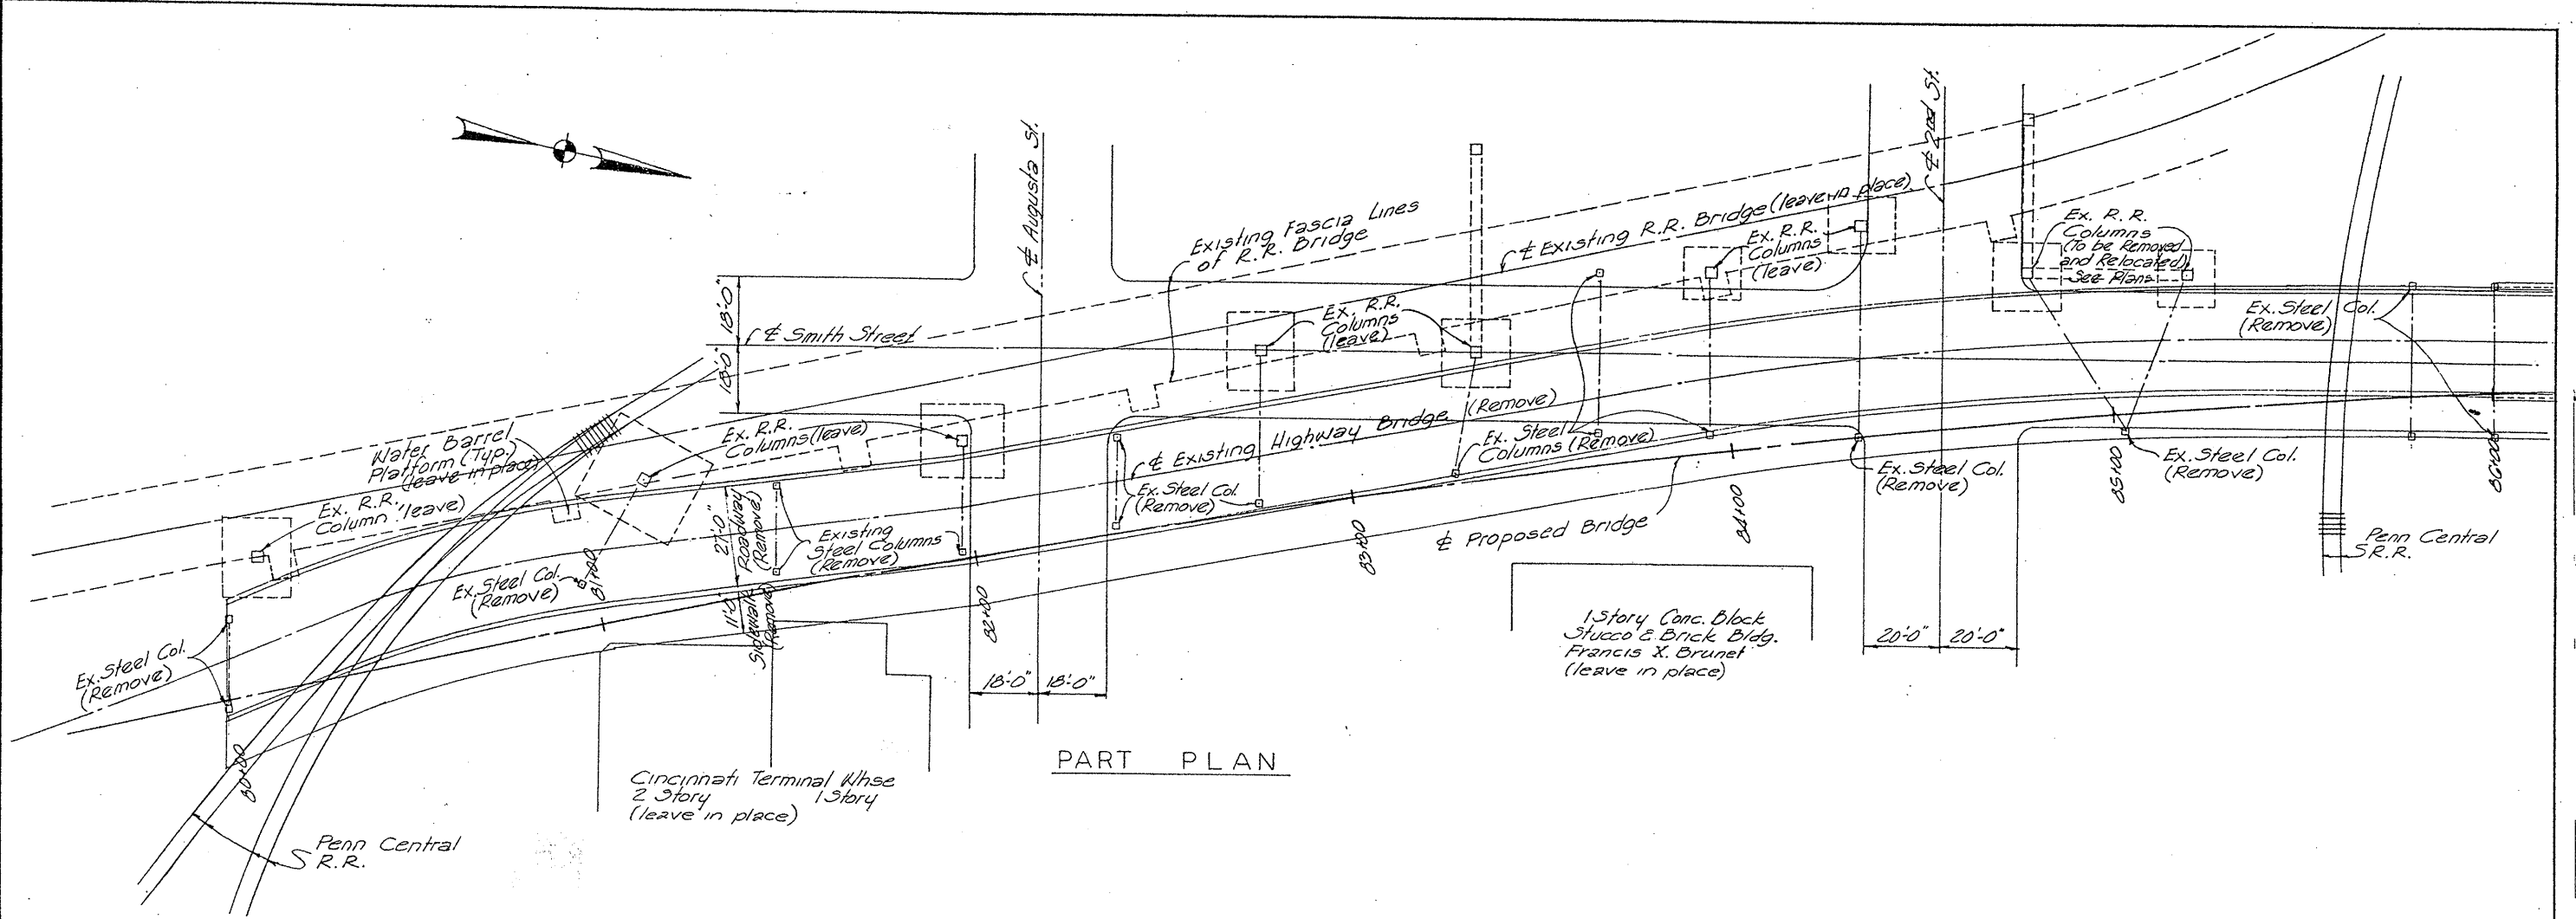 ℄ Augusta St.
℄ 2nd St.
Existing Fascia Lines
of R.R. Bridge
℄ Existing R.R. Bridge (leave in place)
Ex. R.R.
Columns
(leave)
Ex. R.R.
Columns
(To be Removed
and Relocated)
See Plans
18'-0"
18'-0"
℄ Smith Street
Ex. R.R.
Columns
(leave)
Ex. Steel Col.
(Remove)
Water Barrel
Platform (Typ.)
(leave in place)
Ex. R.R.
Columns (leave)
℄ Existing Highway Bridge (Remove)
Ex. Steel
Columns (Remove)
Ex. R.R.
Column (leave)
27'-0"
Roadway
(Remove)
Existing
Steel Columns
(Remove)
Ex. Steel Col.
(Remove)
Ex. Steel Col.
(Remove)
Ex. Steel Col.
(Remove)
Ex. Steel Col.
(Remove)
11'-0"
Sidewalk
(Remove)
℄ Proposed Bridge
Ex. Steel Col.
(Remove)
80+00
81+00
82+00
83+00
84+00
85+00
86+00
Penn Central
R.R.
1 Story Conc. Block
Stucco & Brick Bldg.
Francis X. Brunet
(leave in place)
18'-0"
18'-0"
20'-0"
20'-0"
Cincinnati Terminal Whse
2 Story 1 Story
(leave in place)
PART PLAN
Penn Central
R.R.